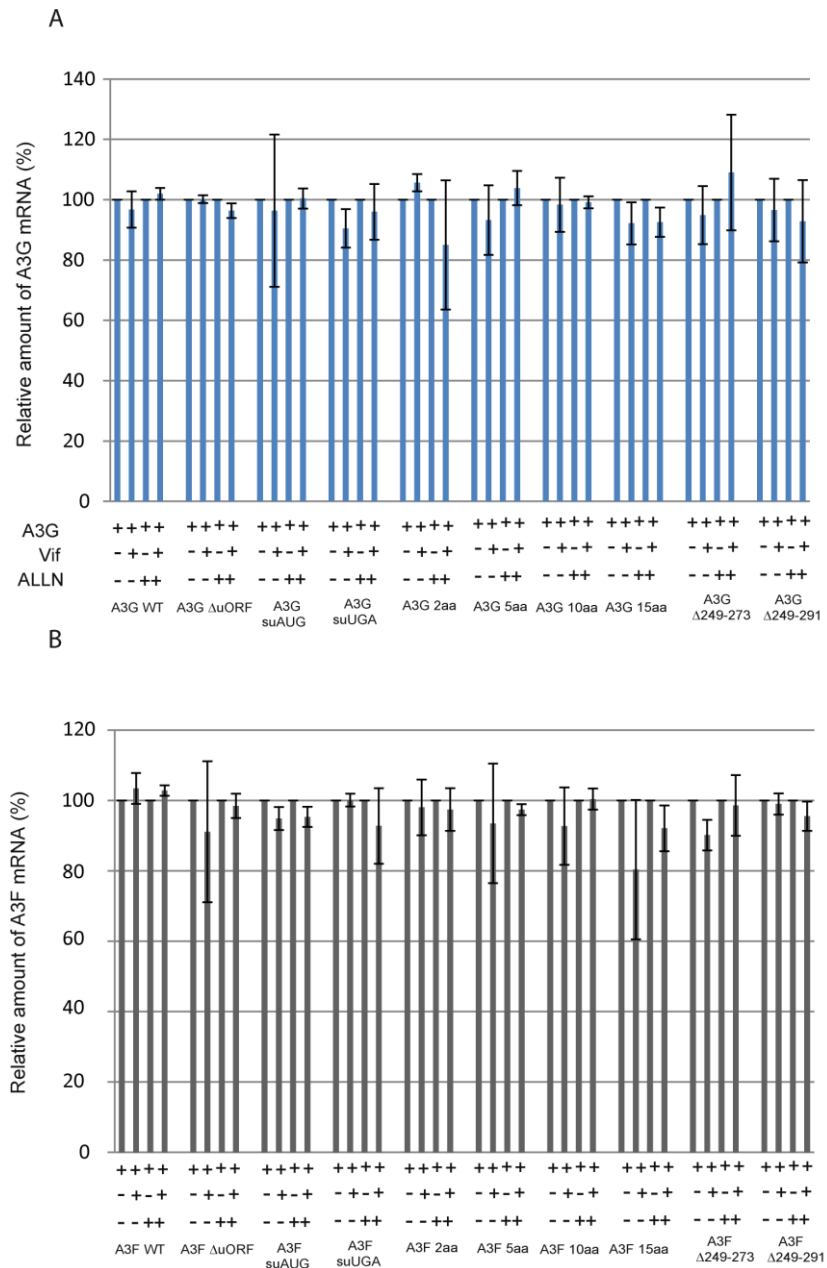 A
Relative amount of A3G mRNA (%)
140
120
100
80
60
40
20
0
A3G ++++ ++++ ++++ ++++ ++++ ++++ ++++ ++++ ++++ ++++
Vif -+-+ -+-+ -+-+ -+-+ -+-+ -+-+ -+-+ -+-+ -+-+ -+-+
ALLN --++ --++ --++ --++ --++ --++ --++ --++ --++ --++
A3G WT A3G ΔuORF A3G suAUG A3G suUGA A3G 2aa A3G 5aa A3G 10aa A3G 15aa A3G Δ249-273 A3G Δ249-291
B
Relative amount of A3F mRNA (%)
120
100
80
60
40
20
0
++++ ++++ ++++ ++++ ++++ ++++ ++++ ++++ ++++ ++++
-+-+ -+-+ -+-+ -+-+ -+-+ -+-+ -+-+ -+-+ -+-+ -+-+
--++ --++ --++ --++ --++ --++ --++ --++ --++ --++
A3F WT A3F ΔuORF A3F suAUG A3F suUGA A3F 2aa A3F 5aa A3F 10aa A3F 15aa A3F Δ249-273 A3F Δ249-291